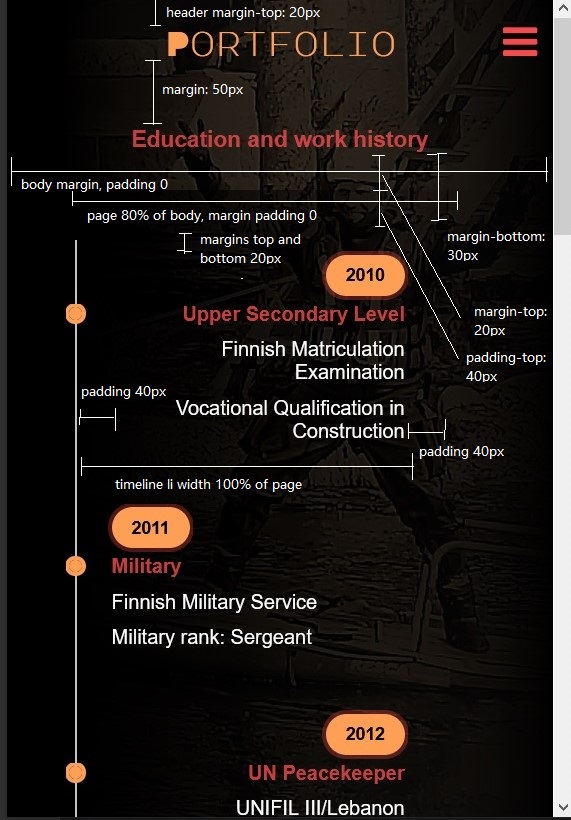 header margin-top: 20px
PORTFOLIO
margin: 50px
Education and work history
body margin, padding 0
page 80% of body, margin padding 0
margins top and
bottom 20px
margin-bottom:
30px
2010
margin-top:
20px
Upper Secondary Level
Finnish Matriculation
Examination
padding-top:
40px
padding 40px
Vocational Qualification in
Construction
padding 40px
timeline li width 100% of page
2011
Military
Finnish Military Service
Military rank: Sergeant
2012
UN Peacekeeper
UNIFIL III/Lebanon